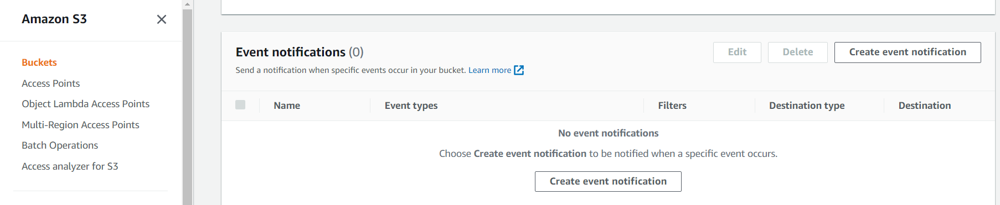 Amazon S3
Buckets
Access Points
Object Lambda Access Points
Multi-Region Access Points
Batch Operations
Access analyzer for S3
Event notifications (0)
Send a notification when specific events occur in your bucket. Learn more
Edit
Delete
Create event notification
Name
Event types
Filters
Destination type
Destination
No event notifications
Choose Create event notification to be notified when a specific event occurs.
Create event notification